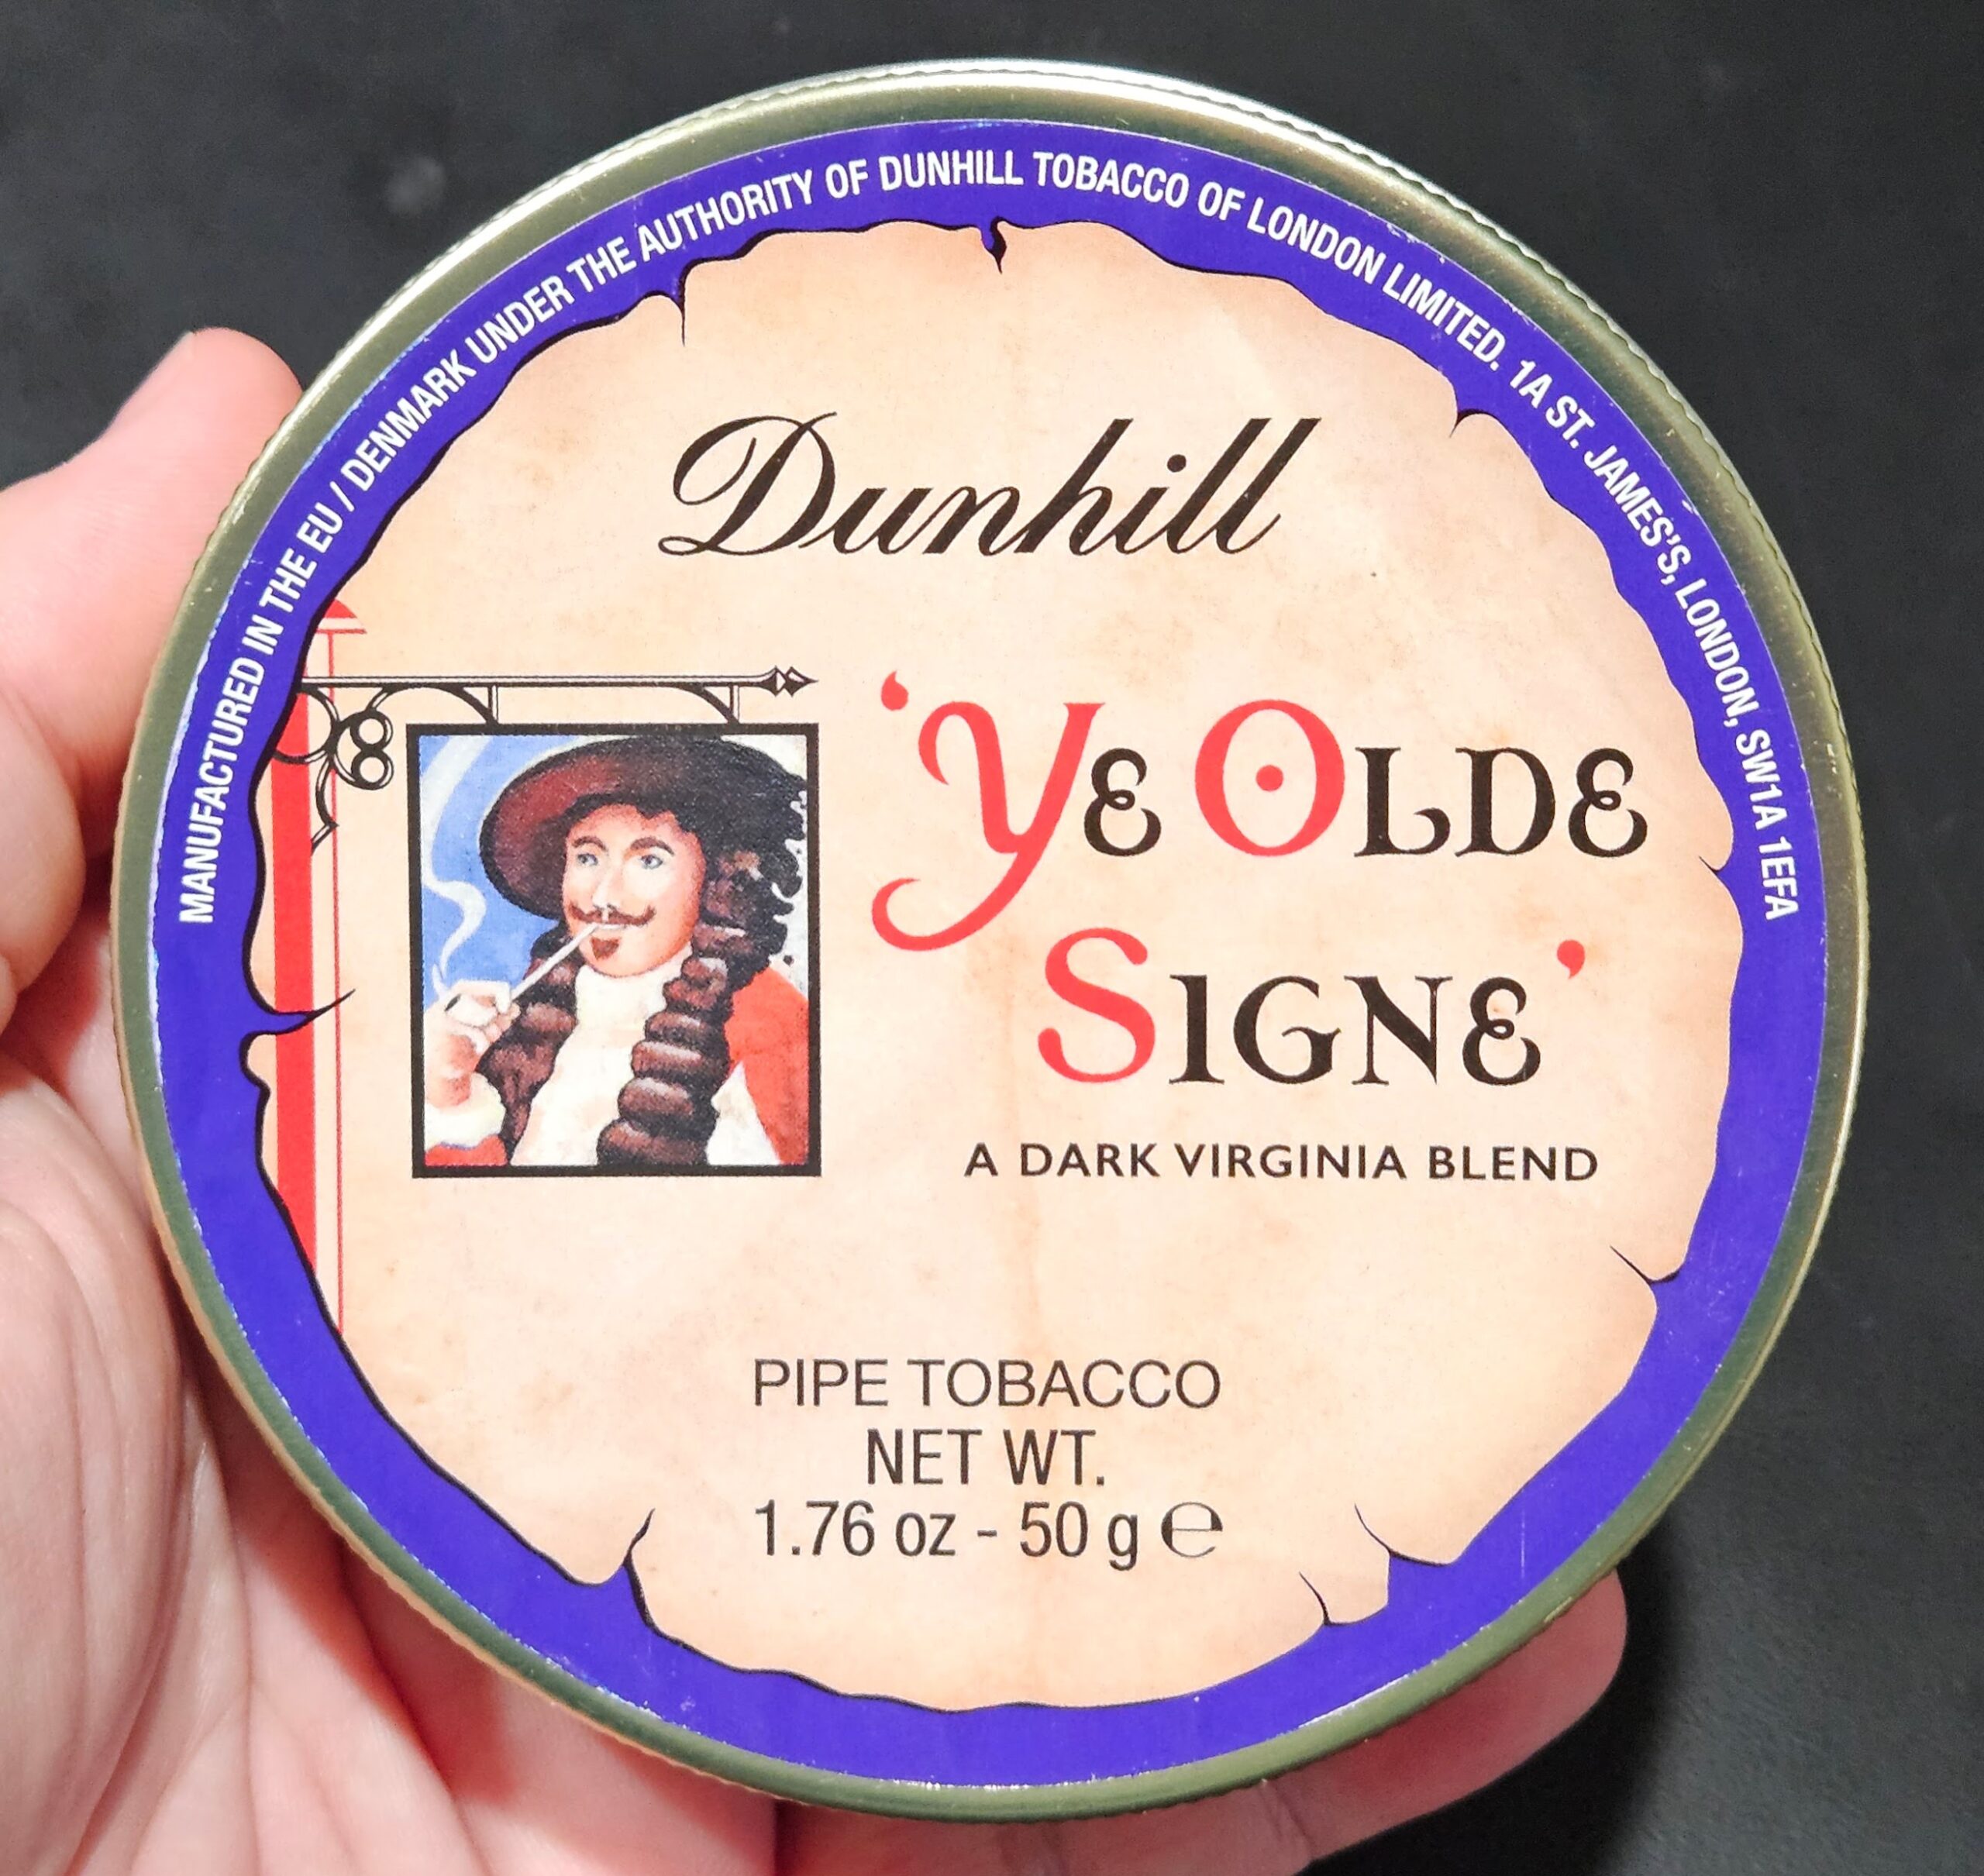 MANUFACTURED IN THE EU / DENMARK UNDER THE AUTHORITY OF DUNHILL TOBACCO OF LONDON LIMITED. 1A ST. JAMES'S, LONDON, SW1A 1EFA
Dunhill
'YE OLDE
SIGNE'
A DARK VIRGINIA BLEND
PIPE TOBACCO
NET WT.
1.76 oz - 50 g ℮